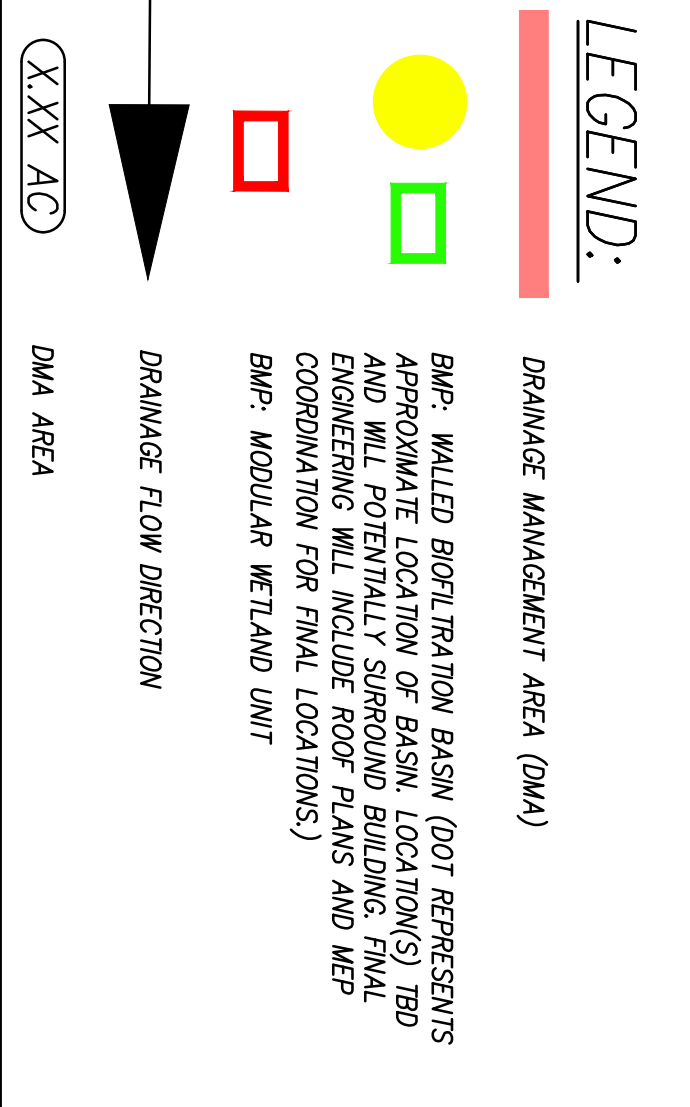 LEGEND:
DRAINAGE MANAGEMENT AREA (DMA)
BMP: WALLED BIOFILTRATION BASIN (DOT REPRESENTS
APPROXIMATE LOCATION OF BASIN. LOCATION(S) TBD
AND WILL POTENTIALLY SURROUND BUILDING. FINAL
ENGINEERING WILL INCLUDE ROOF PLANS AND MEP
COORDINATION FOR FINAL LOCATIONS.)
BMP: MODULAR WETLAND UNIT
DRAINAGE FLOW DIRECTION
X.XX AC
DMA AREA